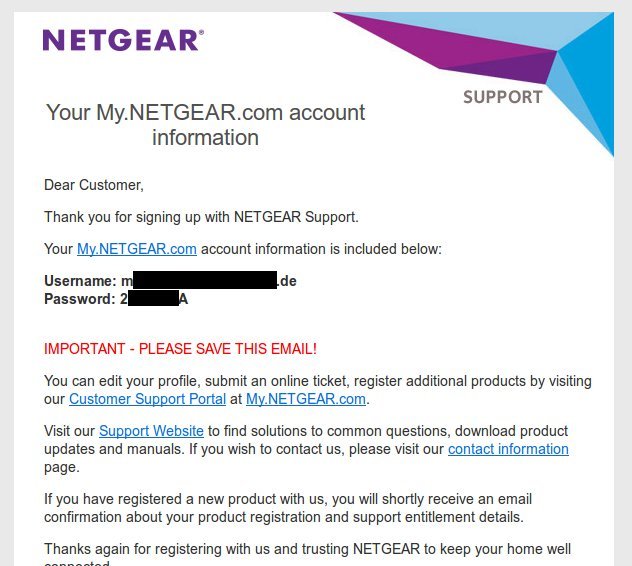 NETGEAR®
SUPPORT
Your My.NETGEAR.com account
information
Dear Customer,
Thank you for signing up with NETGEAR Support.
Your My.NETGEAR.com account information is included below:
Username: m .de
Password: 2 A
IMPORTANT - PLEASE SAVE THIS EMAIL!
You can edit your profile, submit an online ticket, register additional products by visiting
our Customer Support Portal at My.NETGEAR.com.
Visit our Support Website to find solutions to common questions, download product
updates and manuals. If you wish to contact us, please visit our contact information
page.
If you have registered a new product with us, you will shortly receive an email
confirmation about your product registration and support entitlement details.
Thanks again for registering with us and trusting NETGEAR to keep your home well